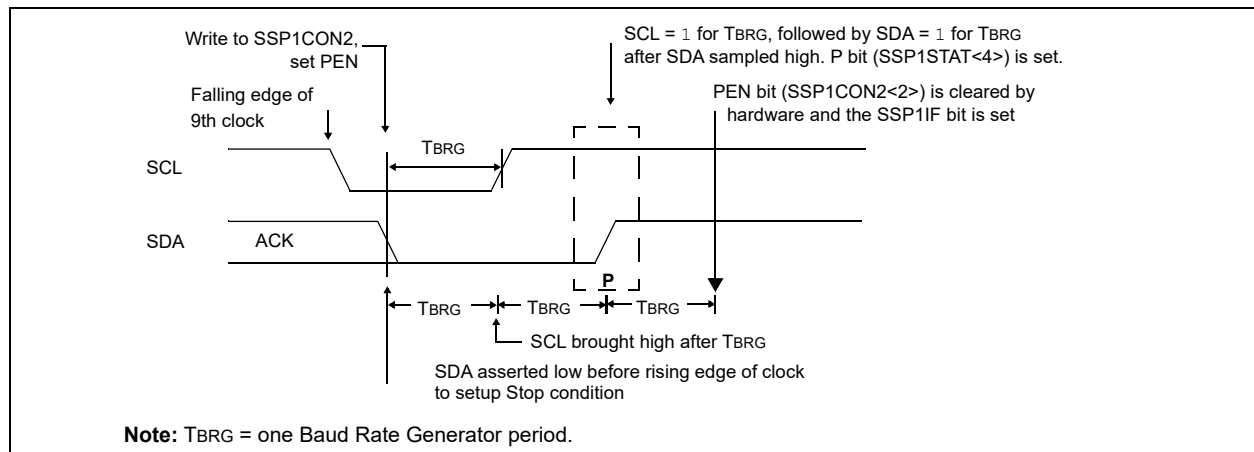 Write to SSP1CON2,
set PEN
SCL = 1 for TBRG, followed by SDA = 1 for TBRG
after SDA sampled high. P bit (SSP1STAT<4>) is set.
Falling edge of
9th clock
PEN bit (SSP1CON2<2>) is cleared by
hardware and the SSP1IF bit is set
TBRG
SCL
SDA
ACK
P
TBRG
TBRG
TBRG
SCL brought high after TBRG
SDA asserted low before rising edge of clock
to setup Stop condition
Note: TBRG = one Baud Rate Generator period.